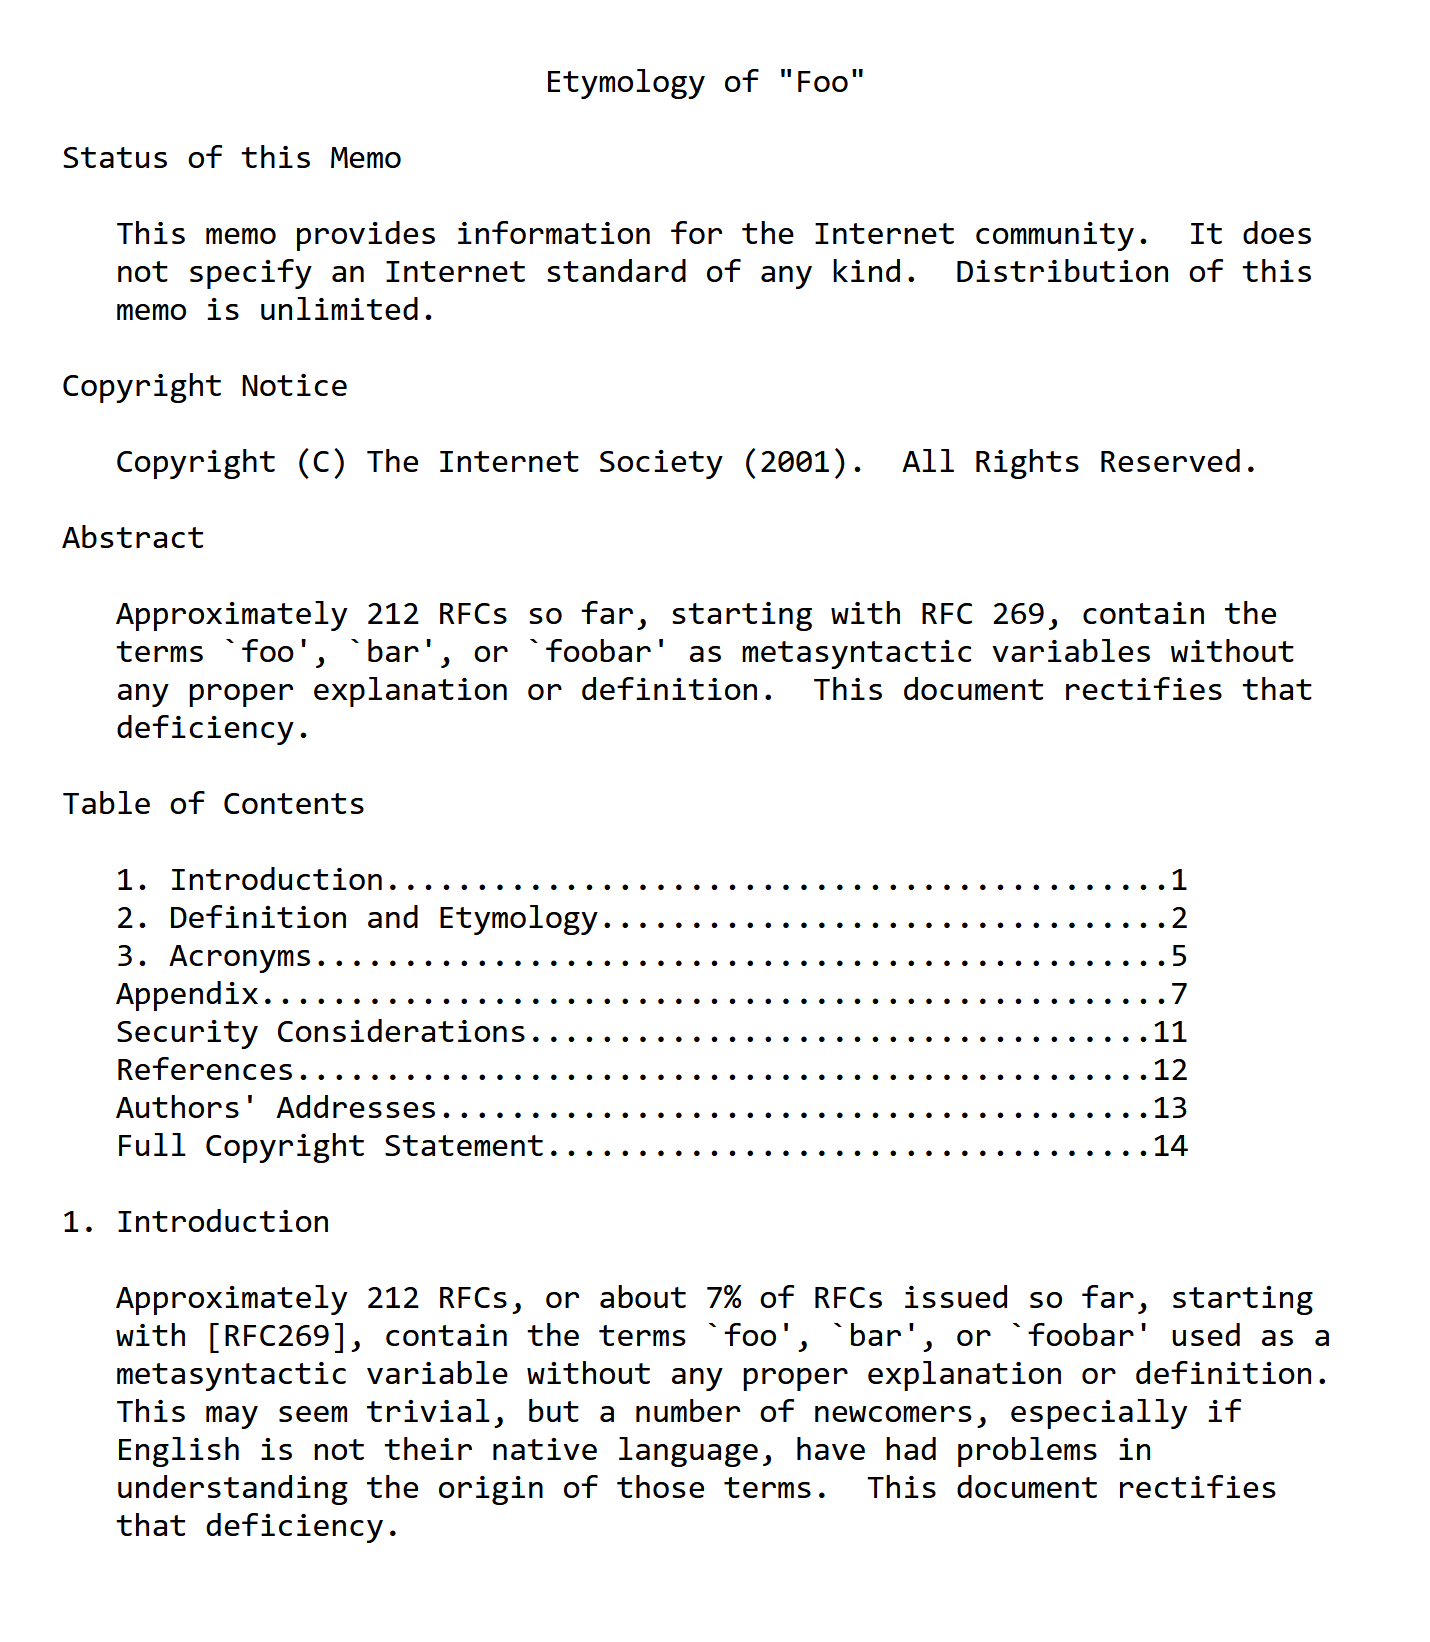 Etymology of "Foo"
Status of this Memo
This memo provides information for the Internet community.  It does
not specify an Internet standard of any kind.  Distribution of this
memo is unlimited.
Copyright Notice
Copyright (C) The Internet Society (2001).  All Rights Reserved.
Abstract
Approximately 212 RFCs so far, starting with RFC 269, contain the
terms `foo', `bar', or `foobar' as metasyntactic variables without
any proper explanation or definition.  This document rectifies that
deficiency.
Table of Contents
1. Introduction............................................1
2. Definition and Etymology................................2
3. Acronyms................................................5
Appendix...................................................7
Security Considerations...................................11
References................................................12
Authors' Addresses........................................13
Full Copyright Statement..................................14
1. Introduction
Approximately 212 RFCs, or about 7% of RFCs issued so far, starting
with [RFC269], contain the terms `foo', `bar', or `foobar' used as a
metasyntactic variable without any proper explanation or definition.
This may seem trivial, but a number of newcomers, especially if
English is not their native language, have had problems in
understanding the origin of those terms.  This document rectifies
that deficiency.